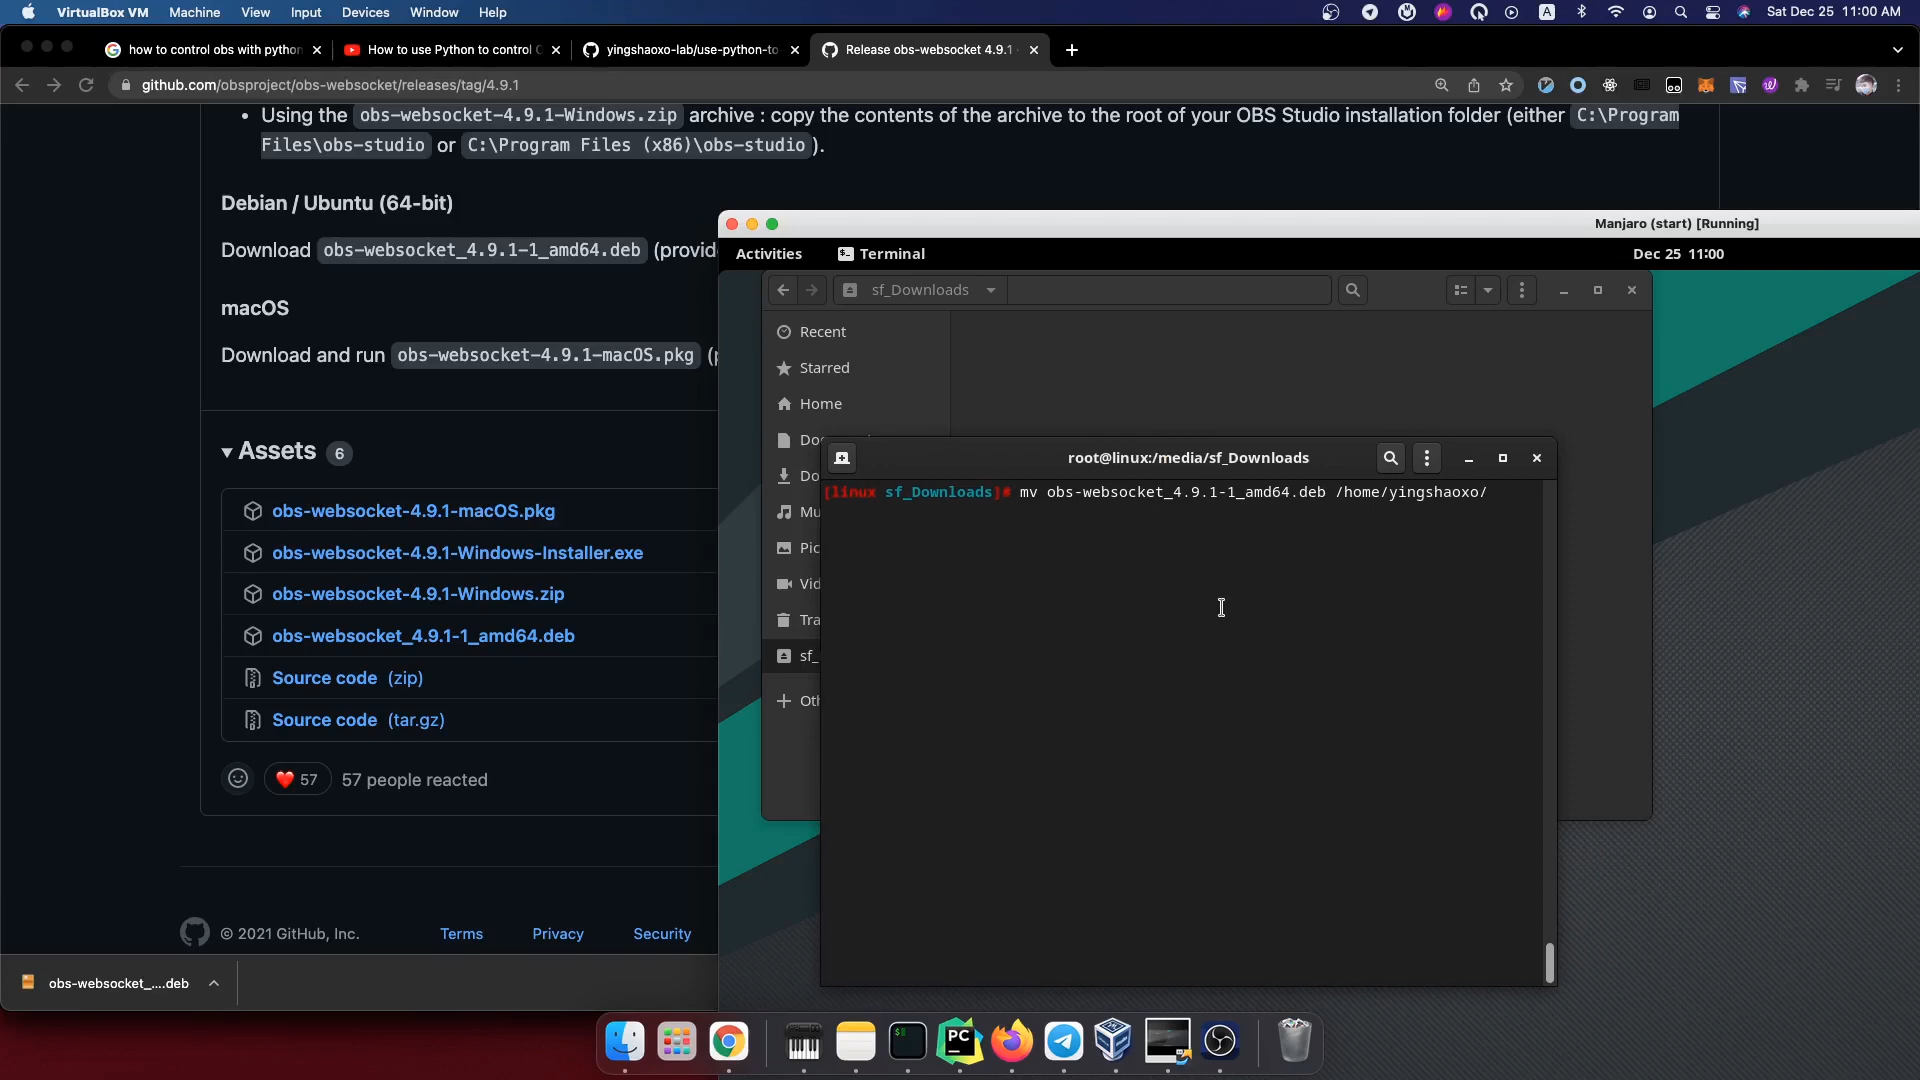 VirtualBox VM Machine View Input Devices Window Help A Sat Dec 25 11:00 AM
how to control obs with python
How to use Python to control
yingshaoxo-lab/use-python-to
Release obs-websocket 4.9.1
github.com/obsproject/obs-websocket/releases/tag/4.9.1
• Using the obs-websocket-4.9.1-Windows.zip archive : copy the contents of the archive to the root of your OBS Studio installation folder (either C:\Program
Files\obs-studio or C:\Program Files (x86)\obs-studio ).
Debian / Ubuntu (64-bit)
Download obs-websocket_4.9.1-1_amd64.deb (provid
macOS
Download and run obs-websocket-4.9.1-macOS.pkg (p
Assets 6
obs-websocket-4.9.1-macOS.pkg
obs-websocket-4.9.1-Windows-Installer.exe
obs-websocket-4.9.1-Windows.zip
obs-websocket_4.9.1-1_amd64.deb
Source code (zip)
Source code (tar.gz)
57 57 people reacted
© 2021 GitHub, Inc. Terms Privacy Security
obs-websocket_....deb
Manjaro (start) [Running]
Activities Terminal Dec 25 11:00
sf_Downloads
Recent
Starred
Home
Do
Do
Mu
Pic
Vid
Tra
sf_
Oth
root@linux:/media/sf_Downloads
[linux sf_Downloads]# mv obs-websocket_4.9.1-1_amd64.deb /home/yingshaoxo/
PC